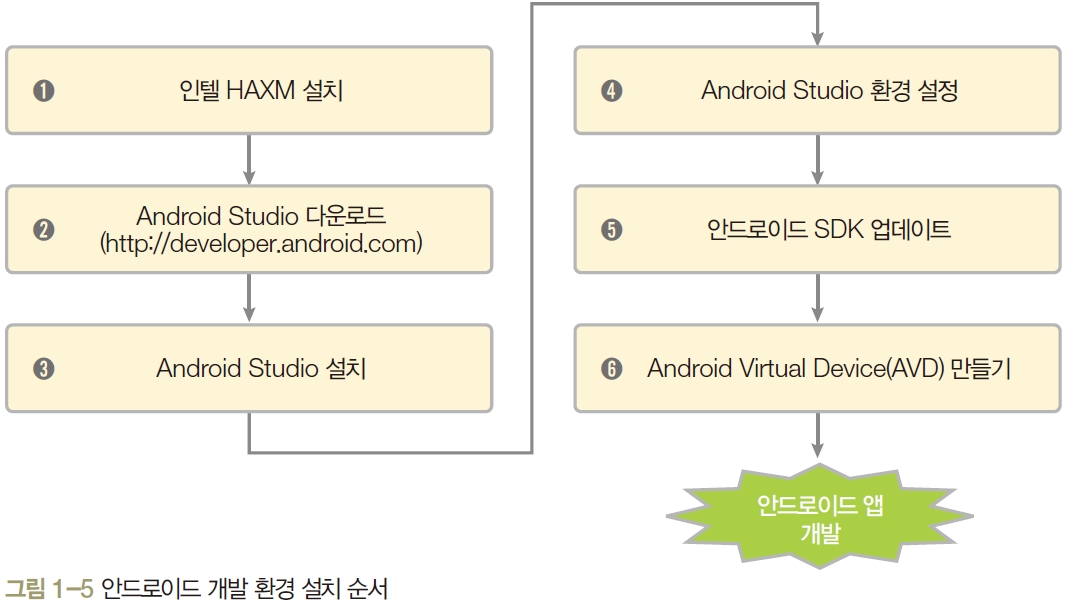 ❶ 인텔 HAXM 설치
❷ Android Studio 다운로드
(http://developer.android.com)
❸ Android Studio 설치
❹ Android Studio 환경 설정
❺ 안드로이드 SDK 업데이트
❻ Android Virtual Device(AVD) 만들기
안드로이드 앱
개발
그림 1-5 안드로이드 개발 환경 설치 순서